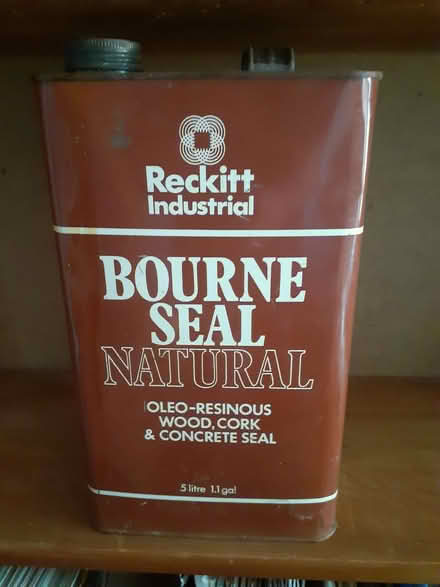 Reckitt
Industrial
BOURNE
SEAL
NATURAL
OLEO-RESINOUS
WOOD, CORK
& CONCRETE SEAL
5 litre 1.1 gal